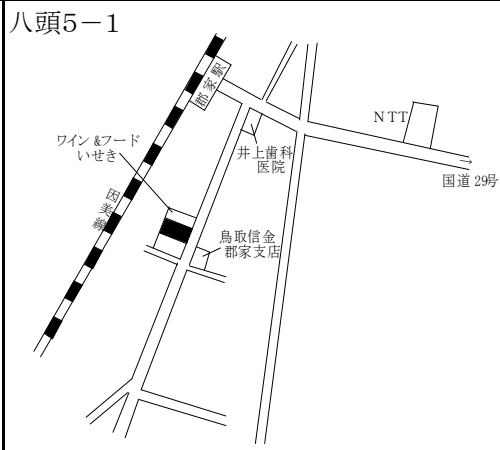 八頭5－1
郡家駅
NTT
ワイン&フード
いせき
井上歯科
医院
国道29号
因美線
鳥取信金
郡家支店